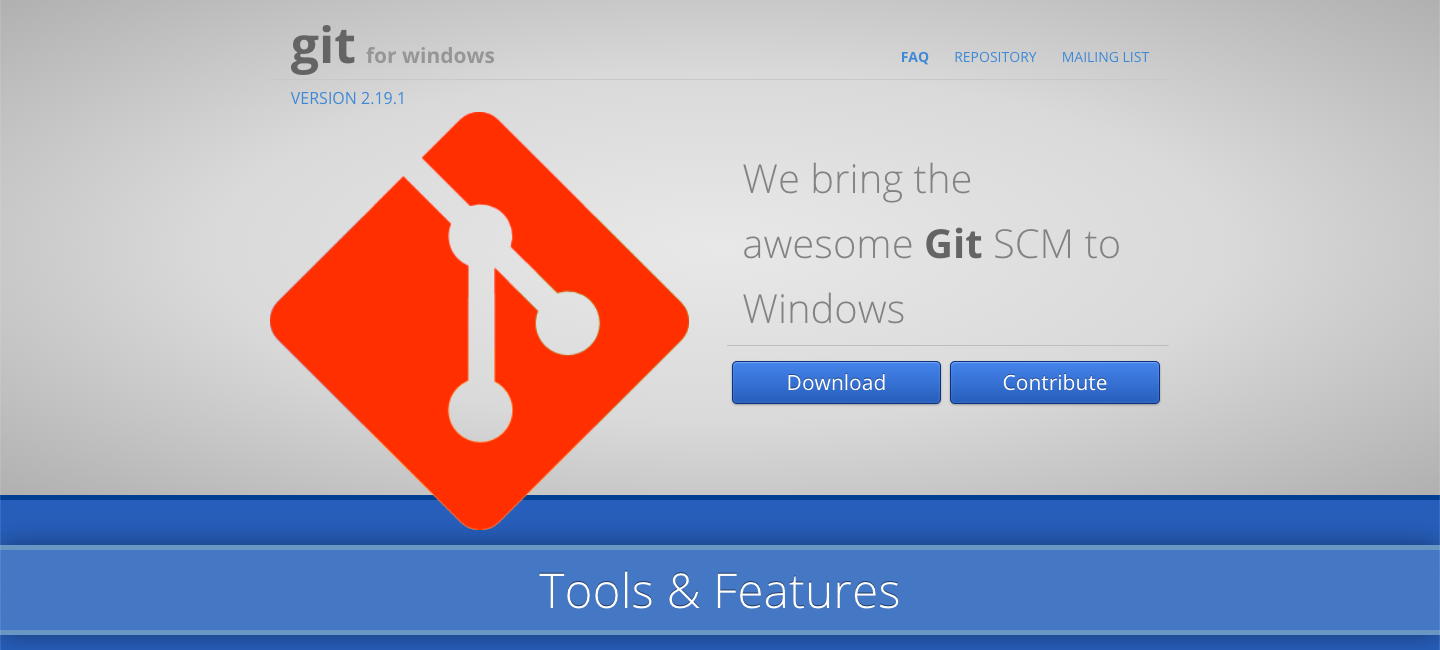 git for windows
FAQ REPOSITORY MAILING LIST
VERSION 2.19.1
We bring the
awesome Git SCM to
Windows
Download Contribute
Tools & Features